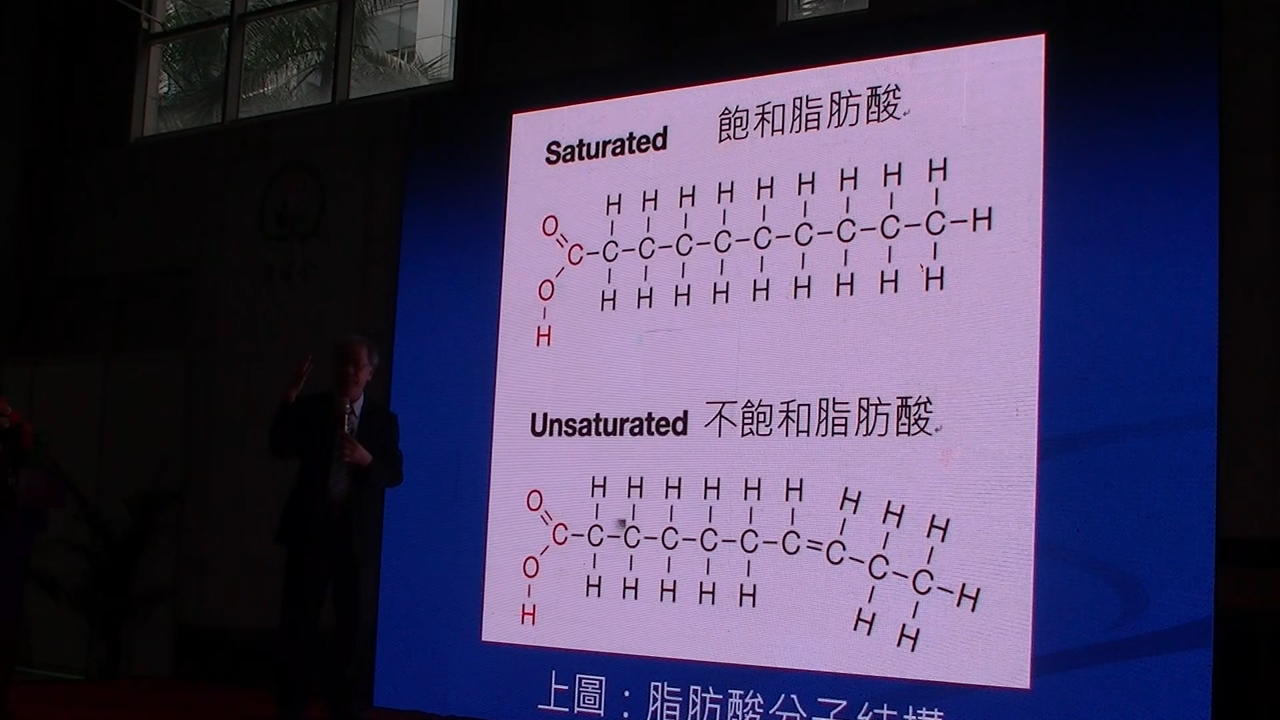 Saturated 飽和脂肪酸
H H H H H H H H H
O=C-C-C-C-C-C-C-C-C-C-H
O H H H H H H H H H
H
Unsaturated 不飽和脂肪酸
H H H H H H H H H
O=C-C-C-C-C-C-C=C-C-C-H
O H H H H H H H
H
上圖：脂肪酸分子結構